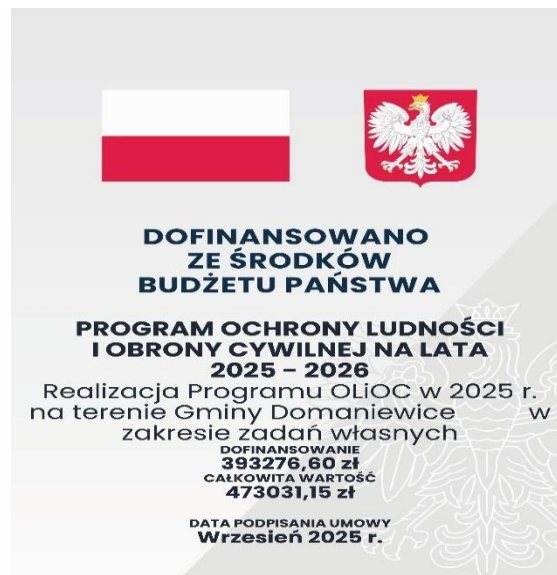 DOFINANSOWANO
ZE ŚRODKÓW
BUDŻETU PAŃSTWA
PROGRAM OCHRONY LUDNOŚCI
I OBRONY CYWILNEJ NA LATA
2025 – 2026
Realizacja Programu OLiOC w 2025 r.
na terenie Gminy Domaniewice w
zakresie zadań własnych
DOFINANSOWANIE
393276,60 zł
CAŁKOWITA WARTOŚĆ
473031,15 zł
DATA PODPISANIA UMOWY
Wrzesień 2025 r.